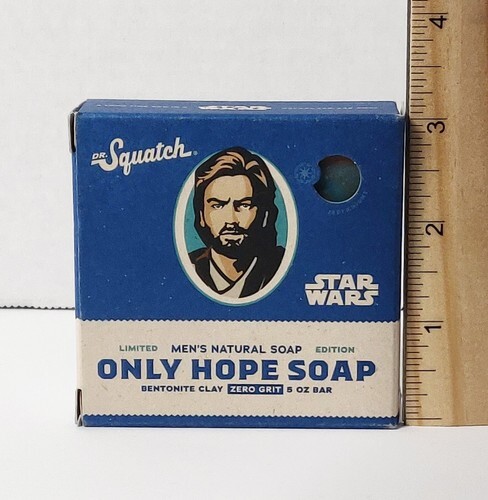 DR. Squatch
STAR
WARS
LIMITED MEN'S NATURAL SOAP EDITION
ONLY HOPE SOAP
BENTONITE CLAY ZERO GRIT 5 OZ BAR
4
3
2
1